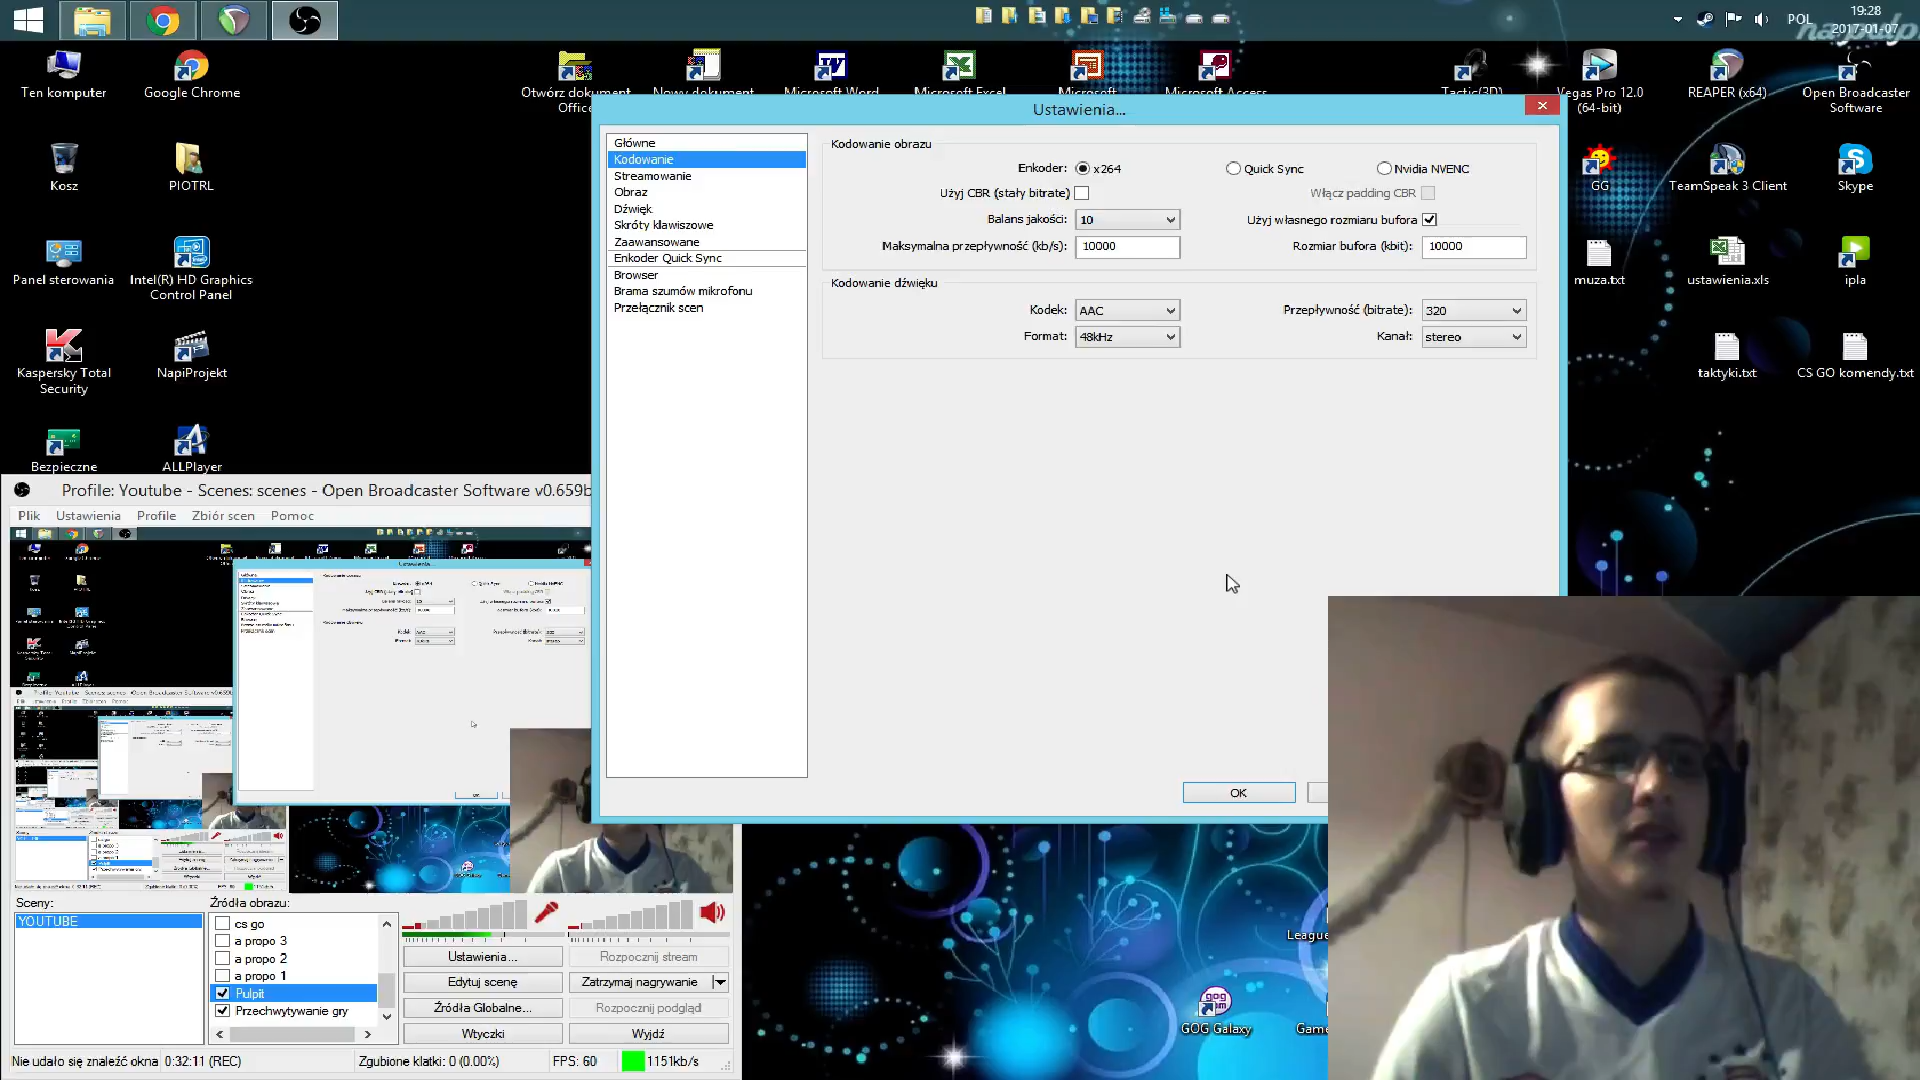 POL
19:28
2017-01-07
Ten komputer
Google Chrome
Otwórz dokument
Office...
Nowy dokument
Microsoft Word
Microsoft Excel
Microsoft
Microsoft Access
Tactic(3D)
Vegas Pro 12.0
(64-bit)
REAPER (x64)
Open Broadcaster
Software
Kosz
PIOTRL
GG
TeamSpeak 3 Client
Skype
Panel sterowania
Intel(R) HD Graphics
Control Panel
muza.txt
ustawienia.xls
ipla
Kaspersky Total
Security
NapiProjekt
taktyki.txt
CS GO komendy.txt
Bezpieczne
ALLPlayer
Ustawienia...
Główne
Kodowanie
Streamowanie
Obraz
Dźwięk
Skróty klawiszowe
Zaawansowane
Enkoder Quick Sync
Browser
Brama szumów mikrofonu
Przełącznik scen
Kodowanie obrazu
Enkoder: x264 Quick Sync Nvidia NVENC
Użyj CBR (stały bitrate) Włącz padding CBR
Balans jakości: 10 Użyj własnego rozmiaru bufora
Maksymalna przepływność (kb/s): 10000 Rozmiar bufora (kbit): 10000
Kodowanie dźwięku
Kodek: AAC Przepływność (bitrate): 320
Format: 48kHz Kanał: stereo
OK
Profile: Youtube - Scenes: scenes - Open Broadcaster Software v0.659b
Plik Ustawienia Profile Zbiór scen Pomoc
Sceny:
YOUTUBE
Źródła obrazu:
cs go
a propo 3
a propo 2
a propo 1
Pulpit
Przechwytywanie gry
Ustawienia... Rozpocznij stream
Edytuj scenę Zatrzymaj nagrywanie
Źródła Globalne... Rozpocznij podgląd
Wtyczki Wyjdź
Nie udało się znaleźć okna 0:32:11 (REC) Zgubione klatki: 0 (0.00%) FPS: 60 1151kb/s
League
GOG Galaxy
Game